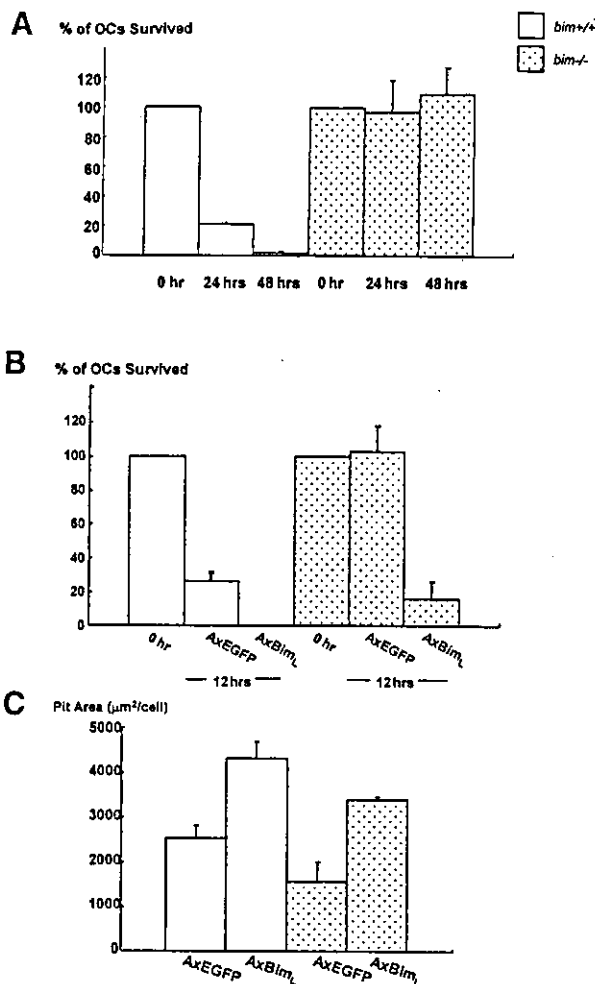 A
% of OCs Survived
bim+/+
bim-/-
120
100
80
60
40
20
0
0 hr 24 hrs 48 hrs 0 hr 24 hrs 48 hrs
B
% of OCs Survived
120
100
80
60
40
20
0
0 hr AxEGFP AxBimL 0 hr AxEGFP AxBimL
12hrs 12hrs
C
Pit Area (μm²/cell)
5000
4000
3000
2000
1000
0
AxEGFP AxBimL AxEGFP AxBimL